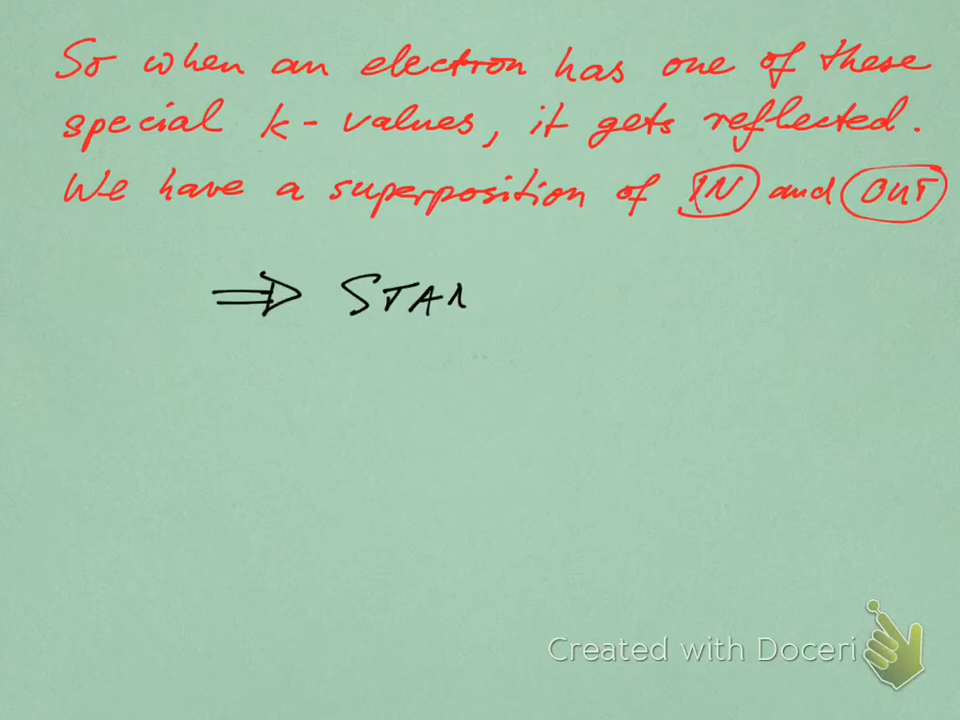 So when an electron has one of these
special k-values, it gets reflected.
We have a superposition of IN and OUT
⇒ STA
Created with Doceri